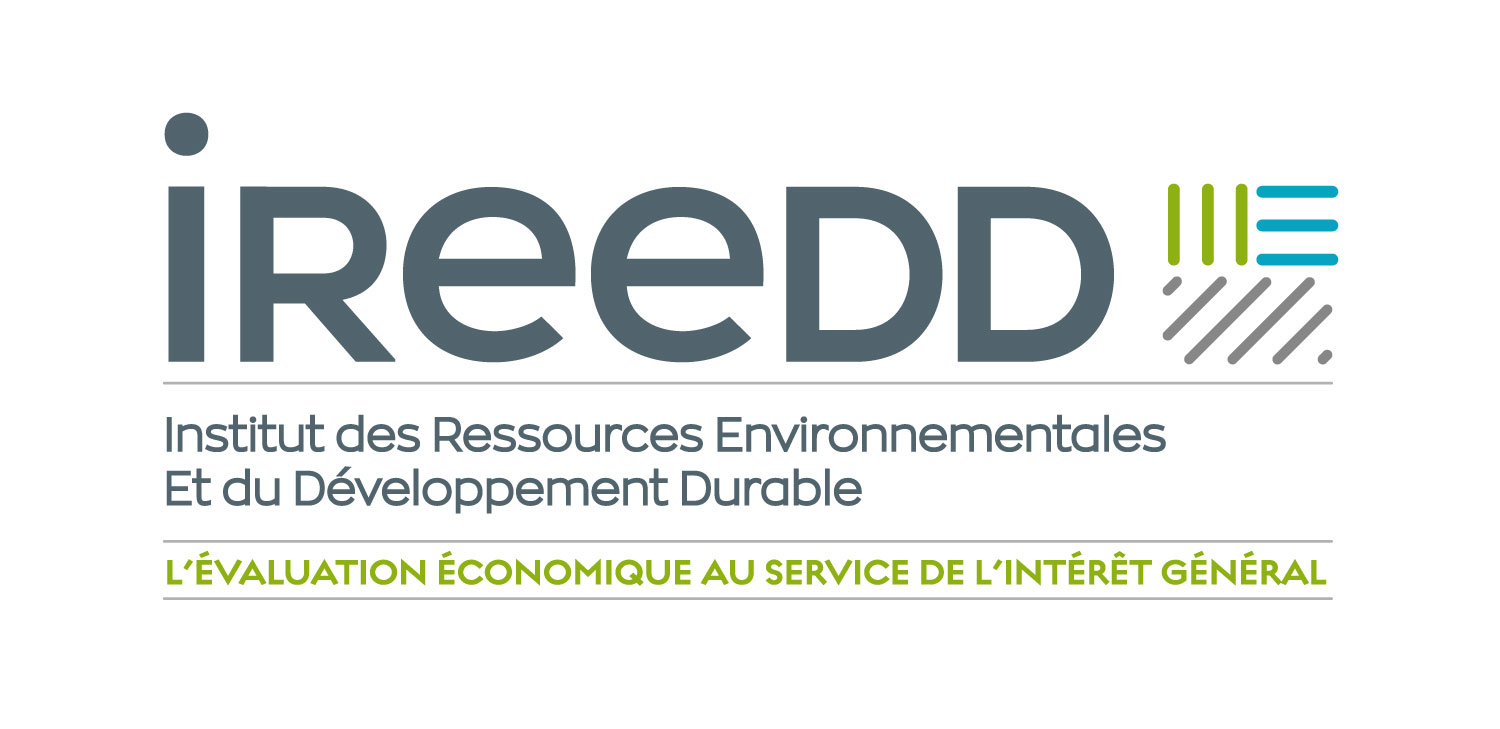 iReeDD
Institut des Ressources Environnementales
Et du Développement Durable
L'ÉVALUATION ÉCONOMIQUE AU SERVICE DE L'INTÉRÊT GÉNÉRAL